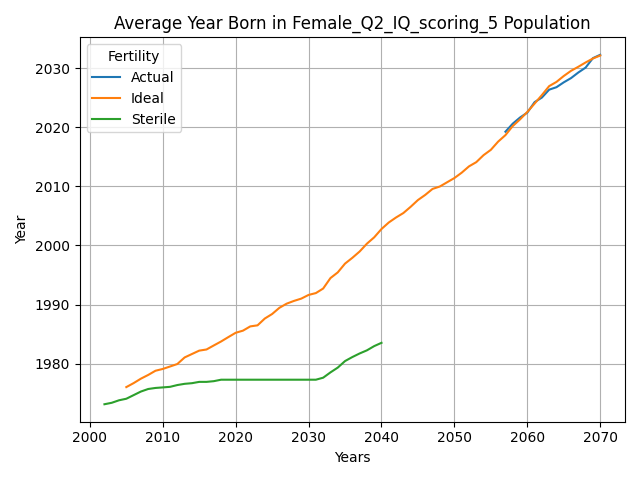 Average Year Born in Female_Q2_IQ_scoring_5 Population
Fertility
Actual
Ideal
Sterile
Year
2030
2020
2010
2000
1990
1980
2000 2010 2020 2030 2040 2050 2060 2070
Years